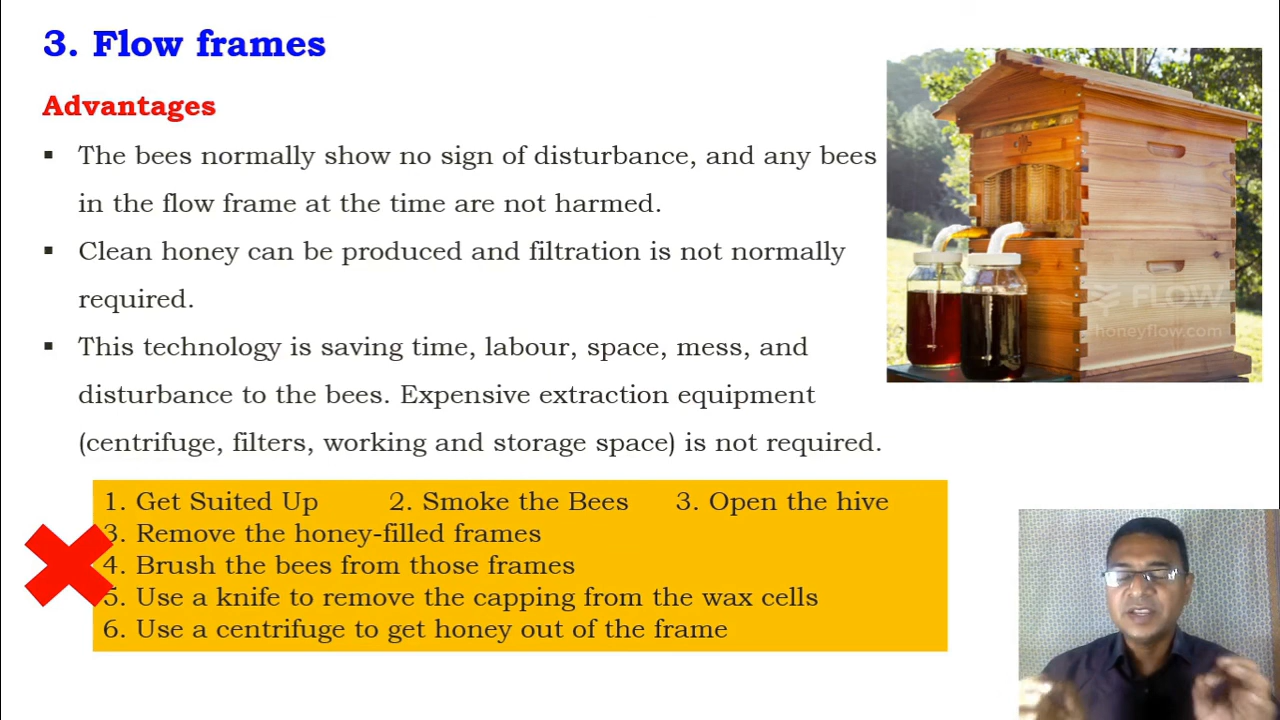 3. Flow frames
Advantages
▪ The bees normally show no sign of disturbance, and any bees
in the flow frame at the time are not harmed.
▪ Clean honey can be produced and filtration is not normally
required.
▪ This technology is saving time, labour, space, mess, and
disturbance to the bees. Expensive extraction equipment
(centrifuge, filters, working and storage space) is not required.
FLOW
honeyflow.com
1. Get Suited Up 2. Smoke the Bees 3. Open the hive
3. Remove the honey-filled frames
4. Brush the bees from those frames
5. Use a knife to remove the capping from the wax cells
6. Use a centrifuge to get honey out of the frame